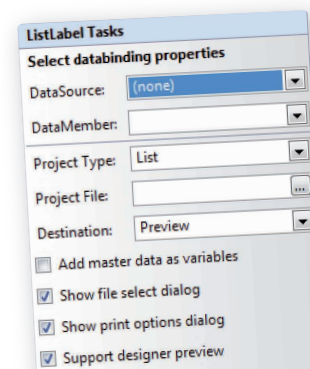 ListLabel Tasks
Select databinding properties
DataSource: (none)
DataMember:
Project Type: List
Project File: ...
Destination: Preview
Add master data as variables
Show file select dialog
Show print options dialog
Support designer preview